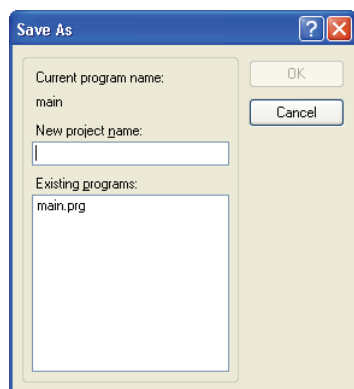 Save As
?
Current program name:
main
New project name:
Existing programs:
main.prg
OK
Cancel